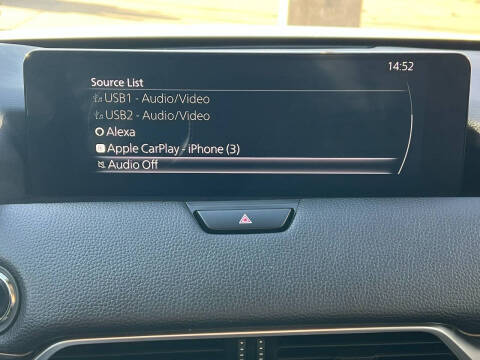 14:52
Source List
USB1 - Audio/Video
USB2 - Audio/Video
Alexa
Apple CarPlay - iPhone (3)
Audio Off